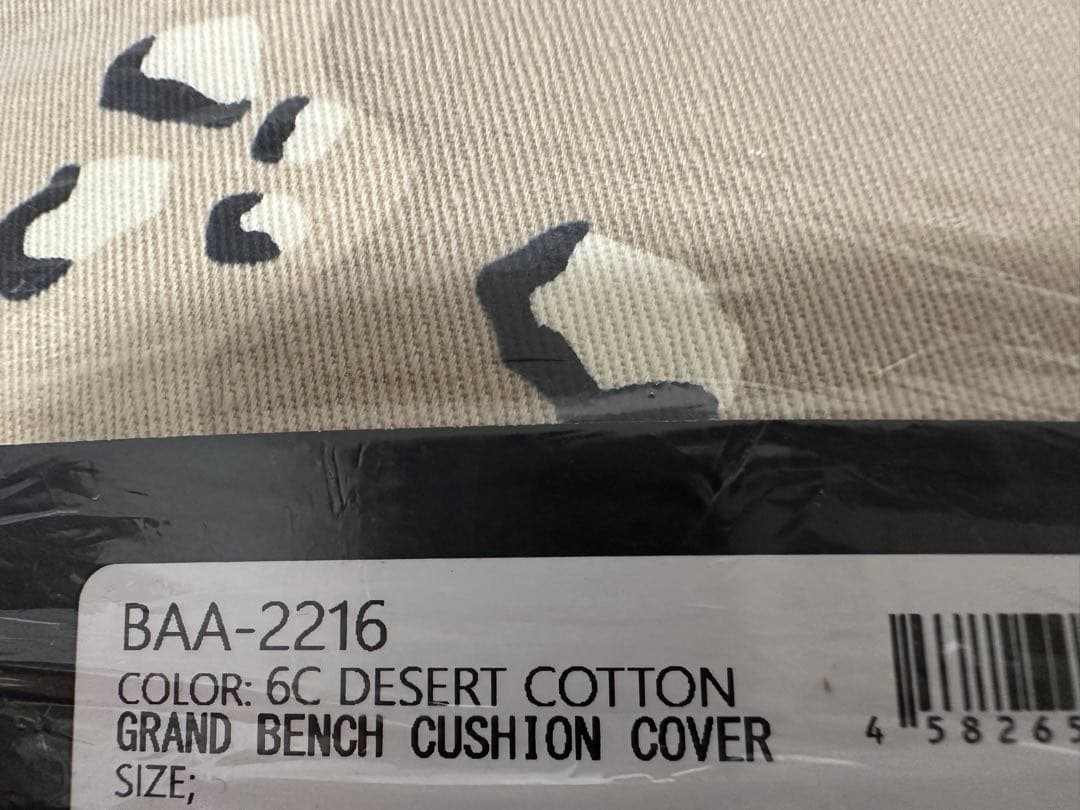 BAA-2216
COLOR: 6C DESERT COTTON
GRAND BENCH CUSHION COVER
SIZE;
4 58265